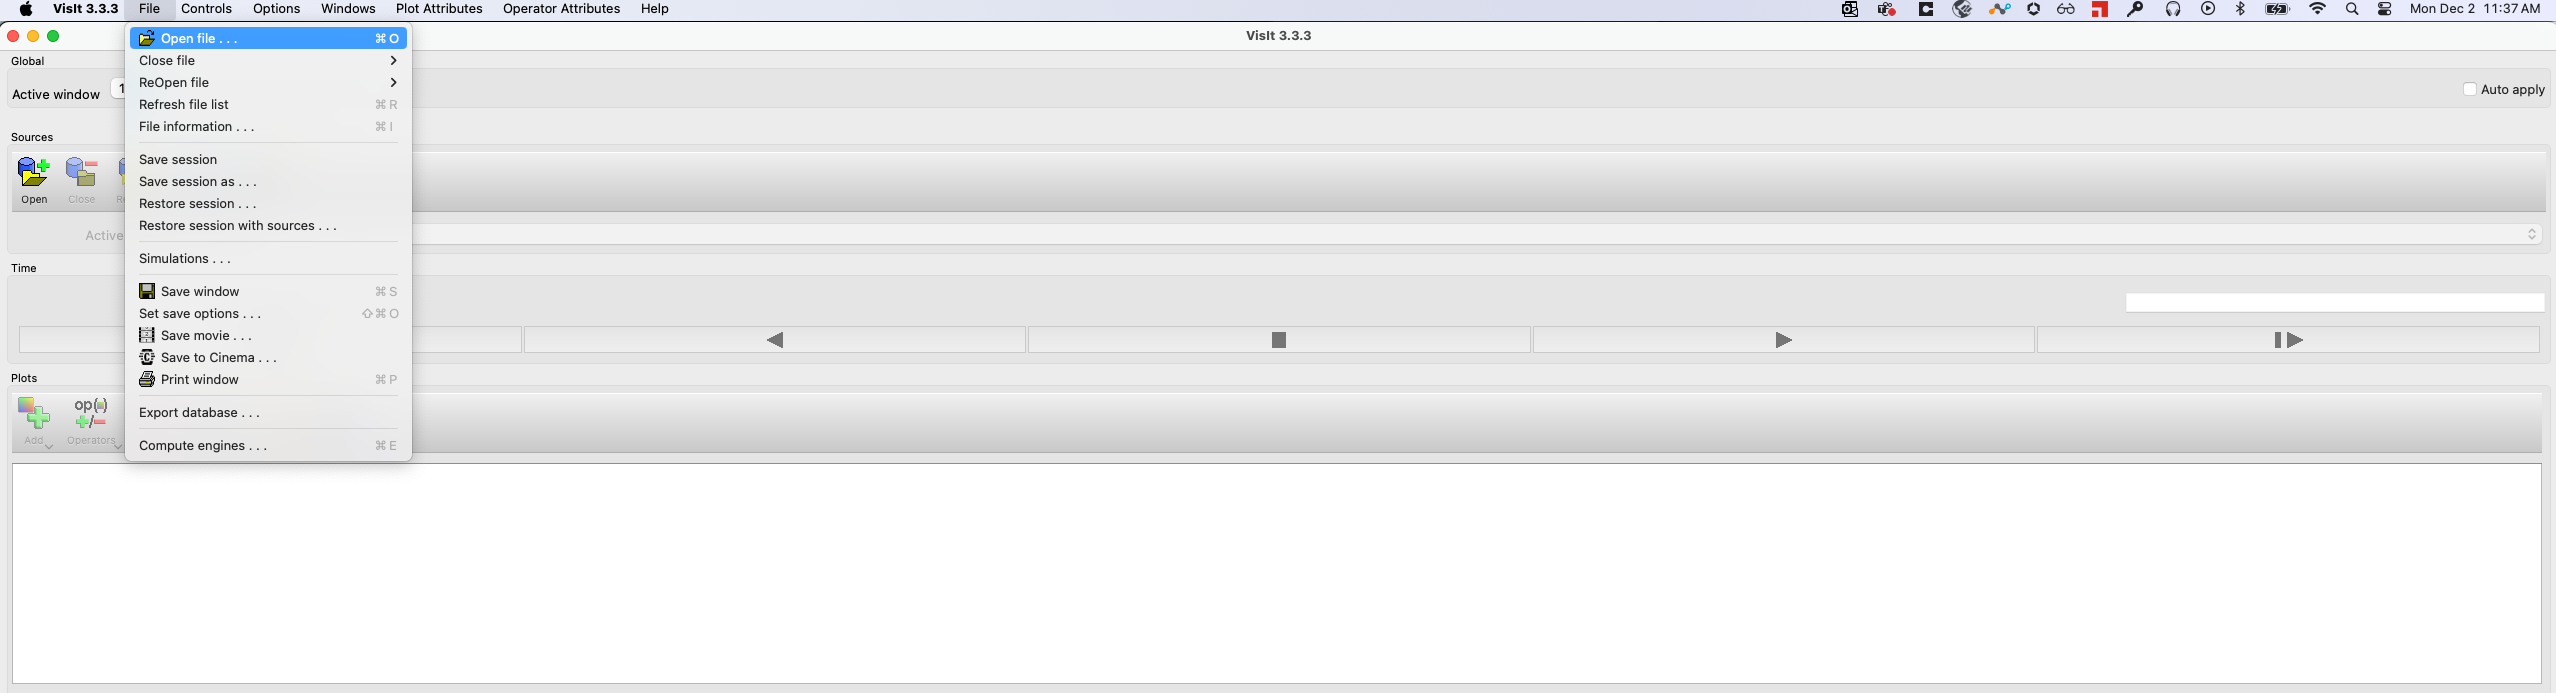 VisIt 3.3.3 File Controls Options Windows Plot Attributes Operator Attributes Help Mon Dec 2 11:37 AM
VisIt 3.3.3
Global
Active window 1
Auto apply
Open file . . . ⌘ O
Close file
ReOpen file
Refresh file list ⌘ R
File information . . . ⌘ I
Save session
Save session as . . .
Restore session . . .
Restore session with sources . . .
Simulations . . .
Save window ⌘ S
Set save options . . . ⇧ ⌘ O
Save movie . . .
Save to Cinema . . .
Print window ⌘ P
Export database . . .
Compute engines . . . ⌘ E
Sources
Open Close
Active
Time
Plots
op( )
+/−
Add Operators